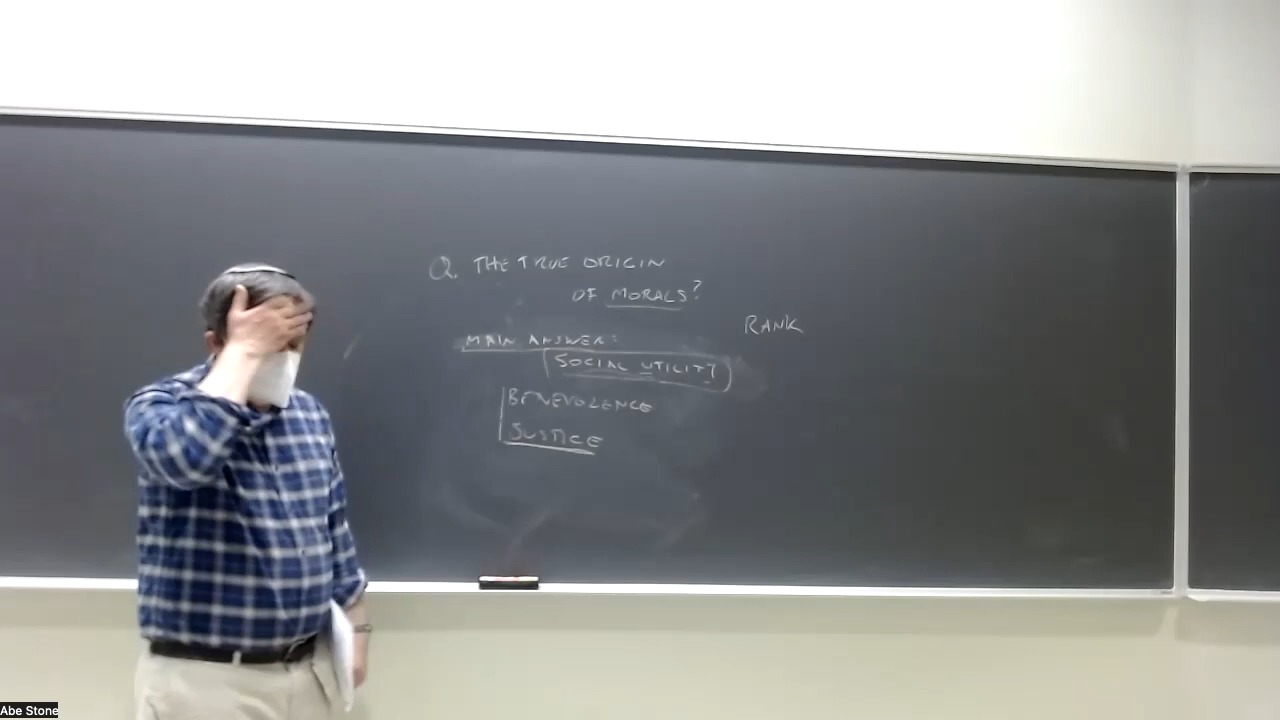 Q. THE TRUE ORIGIN
OF MORALS?
RANK
MAIN ANSWER:
SOCIAL UTILITY
BENEVOLENCE
JUSTICE
Abe Stone